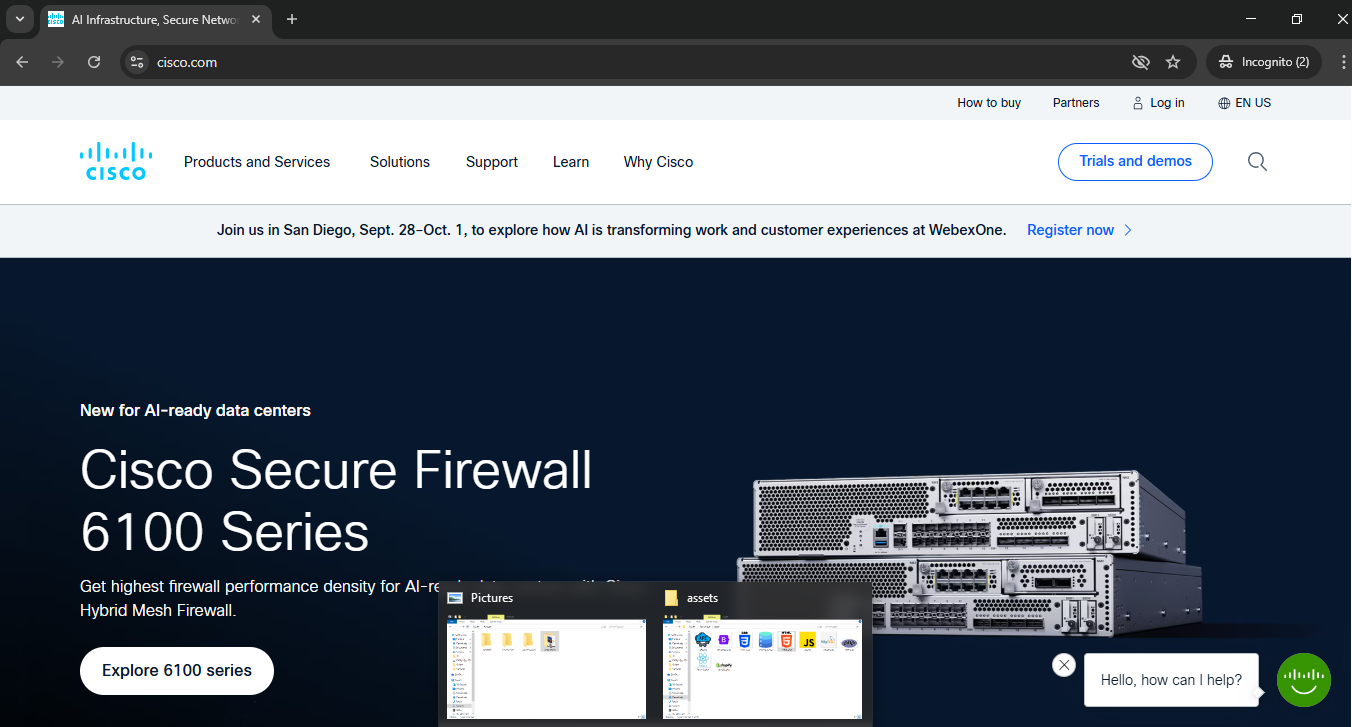 AI Infrastructure, Secure Netwo
cisco.com
Incognito (2)
How to buy
Partners
Log in
EN US
CISCO
Products and Services
Solutions
Support
Learn
Why Cisco
Trials and demos
Join us in San Diego, Sept. 28–Oct. 1, to explore how AI is transforming work and customer experiences at WebexOne.
Register now
New for AI-ready data centers
Cisco Secure Firewall
6100 Series
Get highest firewall performance density for AI-re
Hybrid Mesh Firewall.
Explore 6100 series
Pictures
assets
JS
Hello, how can I help?